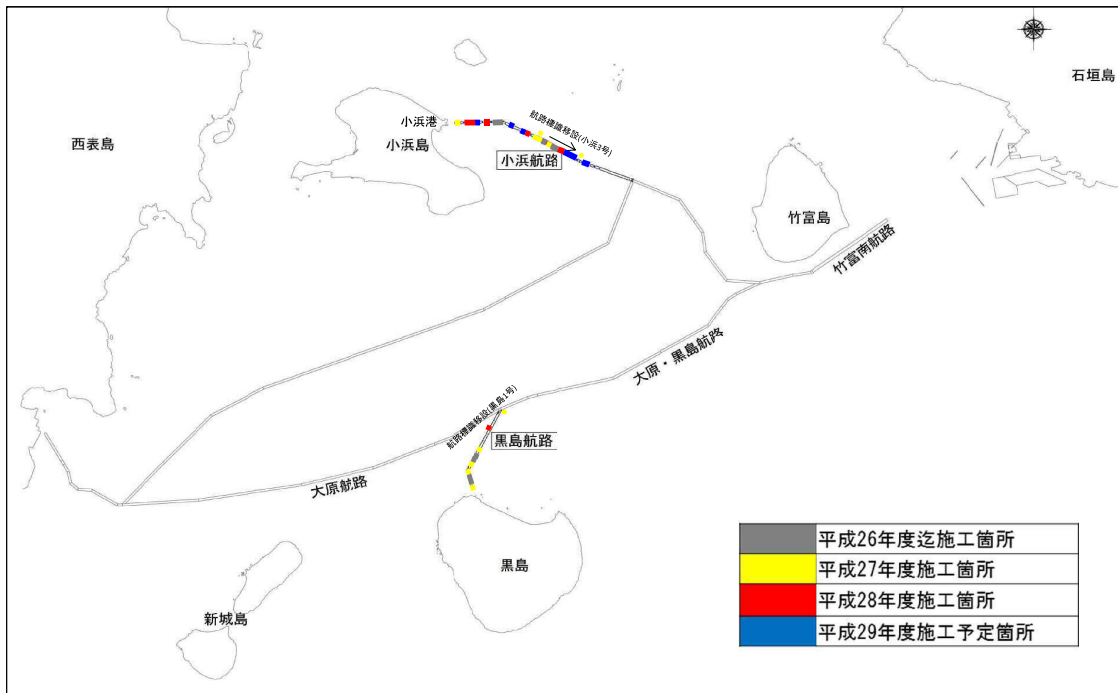 石垣島
航路標識移設(小浜3号)
小浜港
西表島
小浜島
小浜航路
竹富島
竹富南航路
大原・黒島航路
航路標識移設(黒島1号)
黒島航路
大原航路
黒島
新城島
平成26年度迄施工箇所
平成27年度施工箇所
平成28年度施工箇所
平成29年度施工予定箇所